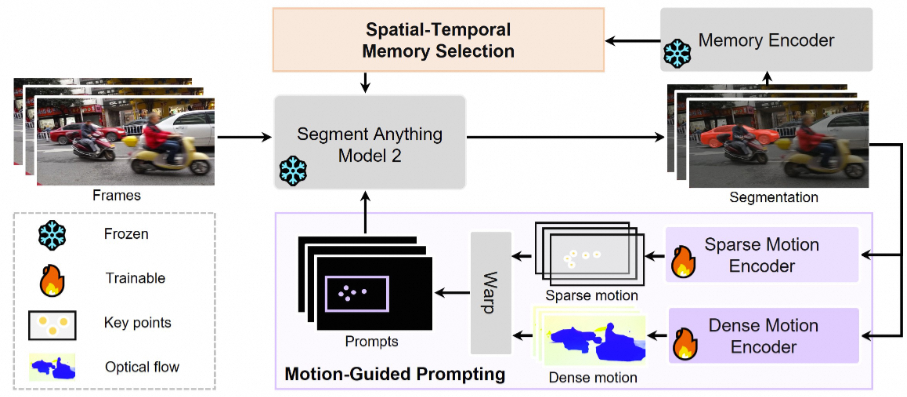 Spatial-Temporal
Memory Selection
Memory Encoder
Segment Anything
Model 2
Frames
Segmentation
Frozen
Trainable
Key points
Optical flow
Sparse Motion
Encoder
Sparse motion
Warp
Prompts
Dense Motion
Encoder
Dense motion
Motion-Guided Prompting